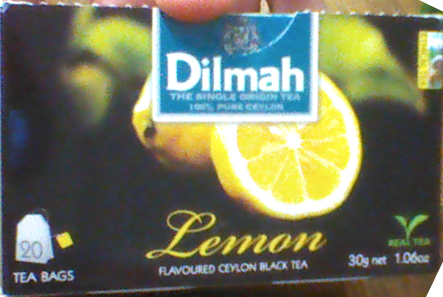 Dilmah
THE SINGLE ORIGIN TEA
100% PURE CEYLON
Lemon
FLAVOURED CEYLON BLACK TEA
20
TEA BAGS
REAL TEA
30g net 1.06oz